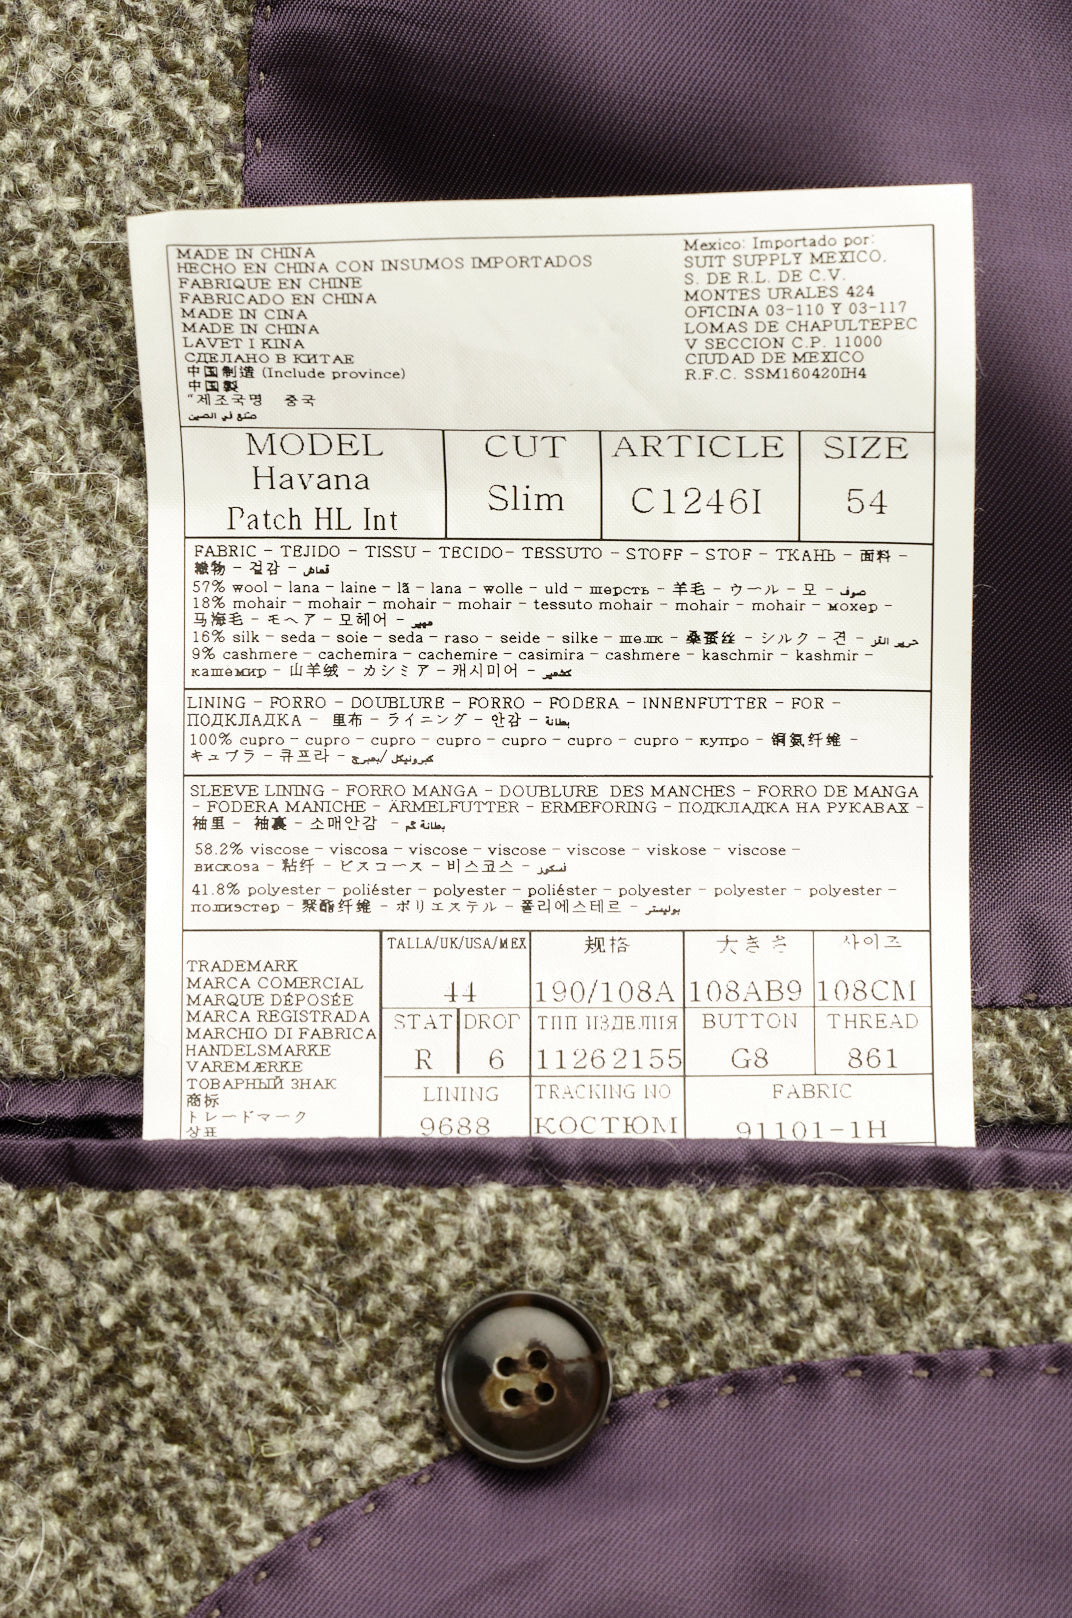 MADE IN CHINA
HECHO EN CHINA CON INSUMOS IMPORTADOS
FABRIQUE EN CHINE
FABRICADO EN CHINA
MADE IN CINA
MADE IN CHINA
LAVET I KINA
СДЕЛАНО В КИТАЕ
中国制造 (Include province)
中国製
"제조국명 중국
صنع في الصين
Mexico: Importado por:
SUIT SUPPLY MEXICO,
S. DE R.L. DE C.V.
MONTES URALES 424
OFICINA 03-110 Y 03-117
LOMAS DE CHAPULTEPEC
V SECCION C.P. 11000
CIUDAD DE MEXICO
R.F.C. SSM160420IH4
MODEL CUT ARTICLE SIZE
Havana
Patch HL Int Slim C1246I 54
FABRIC - TEJIDO - TISSU - TECIDO- TESSUTO - STOFF - STOF - ТКАНЬ - 面料 -
織物 - 겉감 - قماش
57% wool - lana - laine - lã - lana - wolle - uld - шерсть - 羊毛 - ウール - 모 - صوف
18% mohair - mohair - mohair - mohair - tessuto mohair - mohair - mohair - мохер -
马海毛 - モヘア - 모헤어 - مهير
16% silk - seda - soie - seda - raso - seide - silke - шелк - 桑蚕丝 - シルク - 견 - حرير القز
9% cashmere - cachemira - cachemire - casimira - cashmere - kaschmir - kashmir -
кашемир - 山羊绒 - カシミア - 캐시미어 - كشمير
LINING - FORRO - DOUBLURE - FORRO - FODERA - INNENFUTTER - FOR -
ПОДКЛАДКА - 里布 - ライニング - 안감 - بطانة
100% cupro - cupro - cupro - cupro - cupro - cupro - cupro - купро - 铜氨纤维 -
キュプラ - 큐프라 -
SLEEVE LINING - FORRO MANGA - DOUBLURE DES MANCHES - FORRO DE MANGA
- FODERA MANICHE - ÄRMELFUTTER - ERMEFORING - ПОДКЛАДКА НА РУКАВАХ -
袖里 - 袖裏 - 소매안감 - بطانة كم
58.2% viscose - viscosa - viscose - viscose - viscose - viskose - viscose -
вискоза - 粘纤 - ビスコース - 비스코스 - فسكوز
41.8% polyester - poliéster - polyester - poliéster - polyester - polyester - polyester -
полиэстер - 聚酯纤维 - ポリエステル - 폴리에스테르 - بوليستر
TRADEMARK
MARCA COMERCIAL
MARQUE DÉPOSÉE
MARCA REGISTRADA
MARCHIO DI FABRICA
HANDELSMARKE
VAREMÆRKE
ТОВАРНЫЙ ЗНАК
商标
トレードマーク
상표
TALLA/UK/USA/MEX 规格 大きさ 사이즈
44 190/108A 108AB9 108CM
STAT DROP ТИП ИЗДЕЛИЯ BUTTON THREAD
R 6 11262155 G8 861
LINING TRACKING NO FABRIC
9688 КОСТЮМ 91101-1H